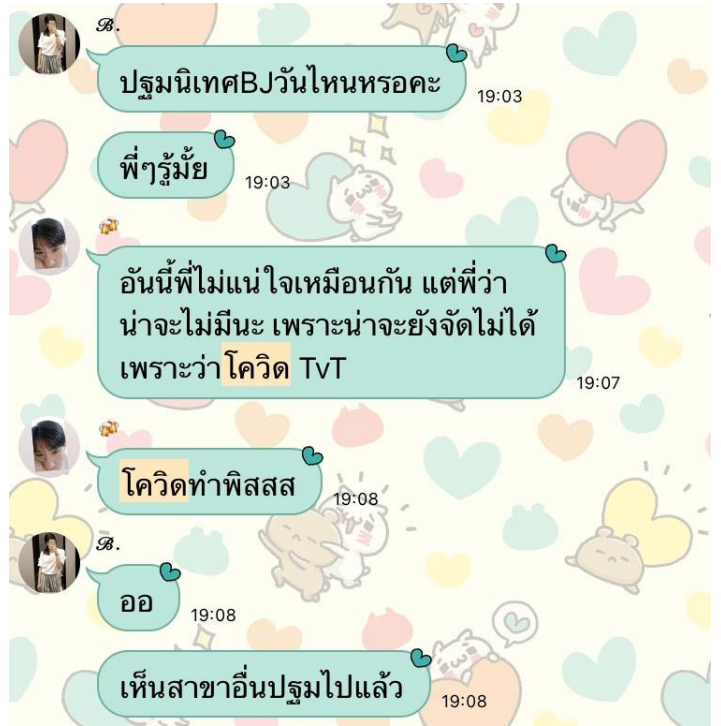 ℬ.
ปฐมนิเทศBJวันไหนหรอคะ
19:03
พี่ๆรู้มั้ย
19:03
🍻
อันนี้พี่ไม่แน่ใจเหมือนกัน แต่พี่ว่า
น่าจะไม่มีนะ เพราะน่าจะยังจัดไม่ได้
เพราะว่าโควิด TvT
19:07
🍻
โควิดทำพิสสส
19:08
ℬ.
ออ
19:08
เห็นสาขาอื่นปฐมไปแล้ว
19:08